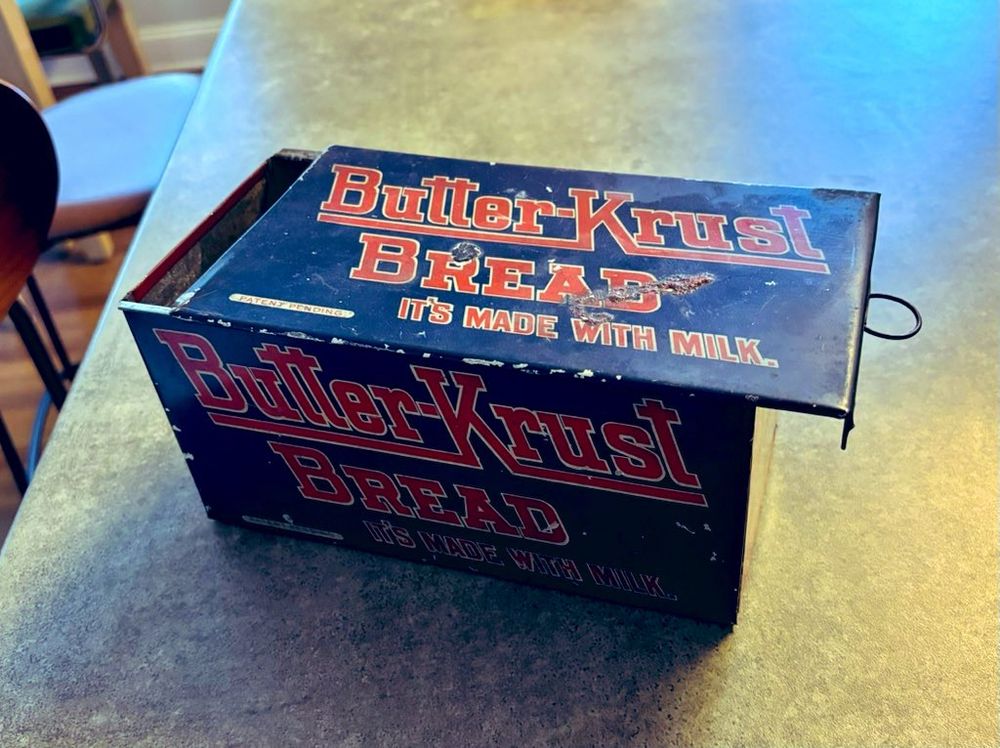 Butter-Krust
BREAD
IT'S MADE WITH MILK.
PATENT PENDING
Butter-Krust
BREAD
IT'S MADE WITH MILK.